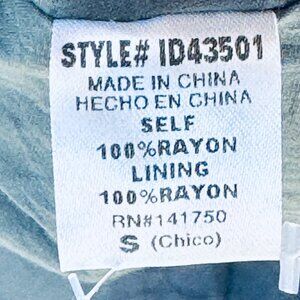 STYLE# ID43501
MADE IN CHINA
HECHO EN CHINA
SELF
100%RAYON
LINING
100%RAYON
RN#141750
S (Chico)